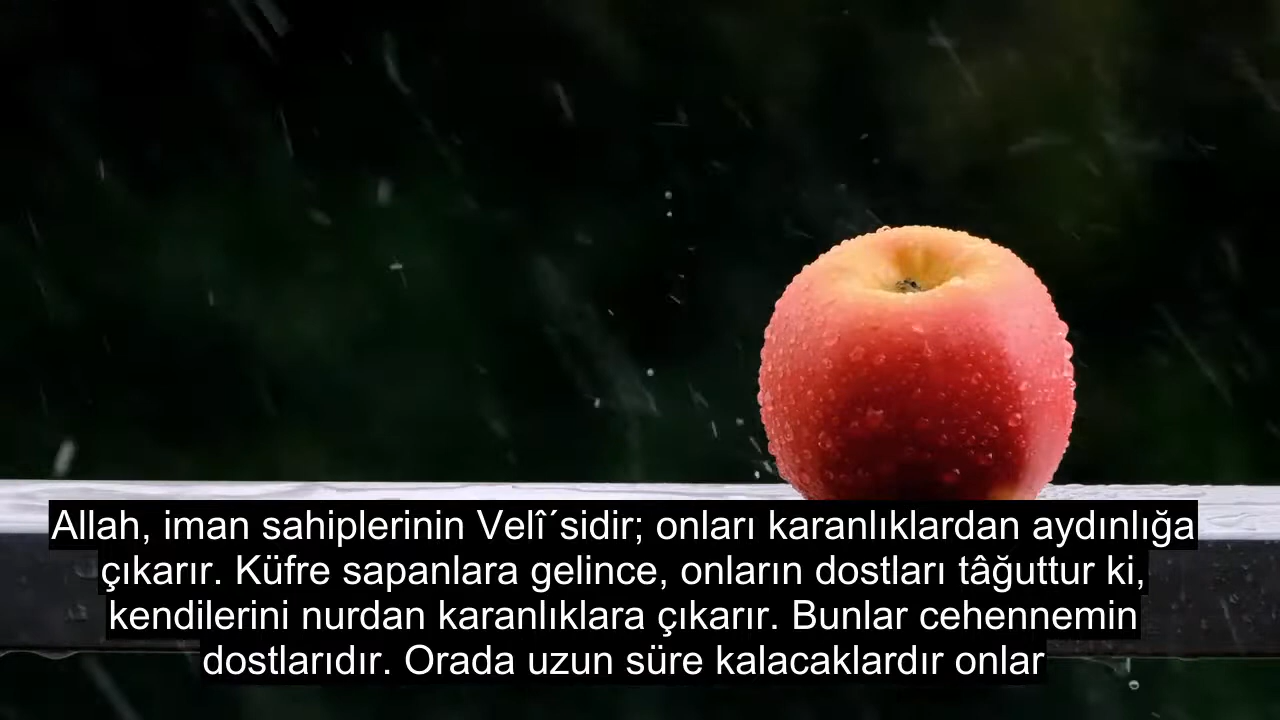 Allah, iman sahiplerinin Velî´sidir; onları karanlıklardan aydınlığa
çıkarır. Küfre sapanlara gelince, onların dostları tâğuttur ki,
kendilerini nurdan karanlıklara çıkarır. Bunlar cehennemin
dostlarıdır. Orada uzun süre kalacaklardır onlar